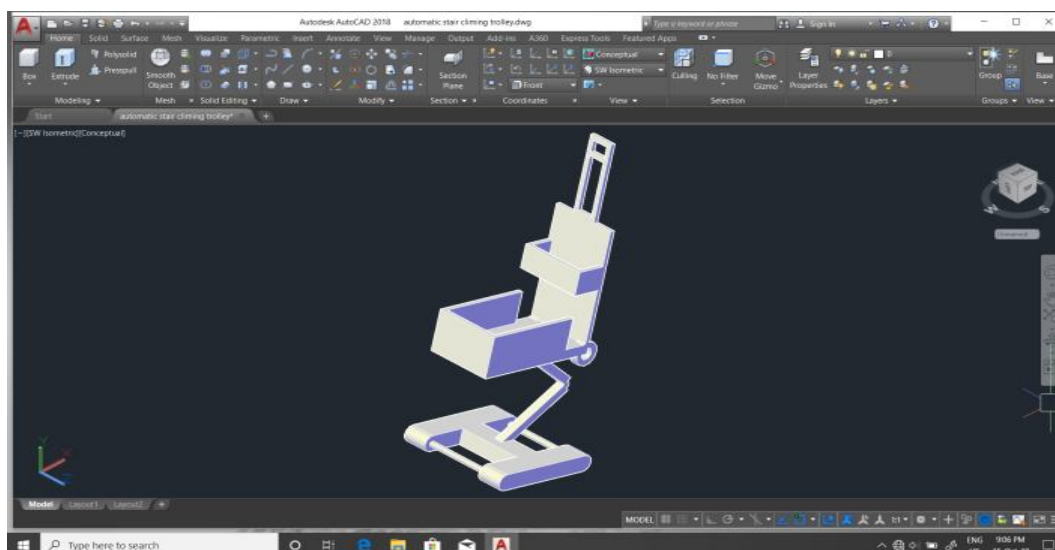 Autodesk AutoCAD 2018 automatic stair climing trolley.dwg
Type a keyword or phrase
Sign In
Home Solid Surface Mesh Visualize Parametric Insert Annotate View Manage Output Add-ins A360 Express Tools Featured Apps
Box
Extrude
Polysolid
Presspull
Smooth
Object
Section
Plane
Front
Conceptual
SW Isometric
Culling
No Filter
Move
Gizmo
Layer
Properties
0
Group
Base
Modeling Mesh Solid Editing Draw Modify Section Coordinates View Selection Layers Groups View
Start automatic stair climing trolley*
[−][SW Isometric][Conceptual]
W
S
Unnamed
Y
X
Z
Model Layout1 Layout2 +
MODEL
1:1
Type here to search
ENG
9:06 PM